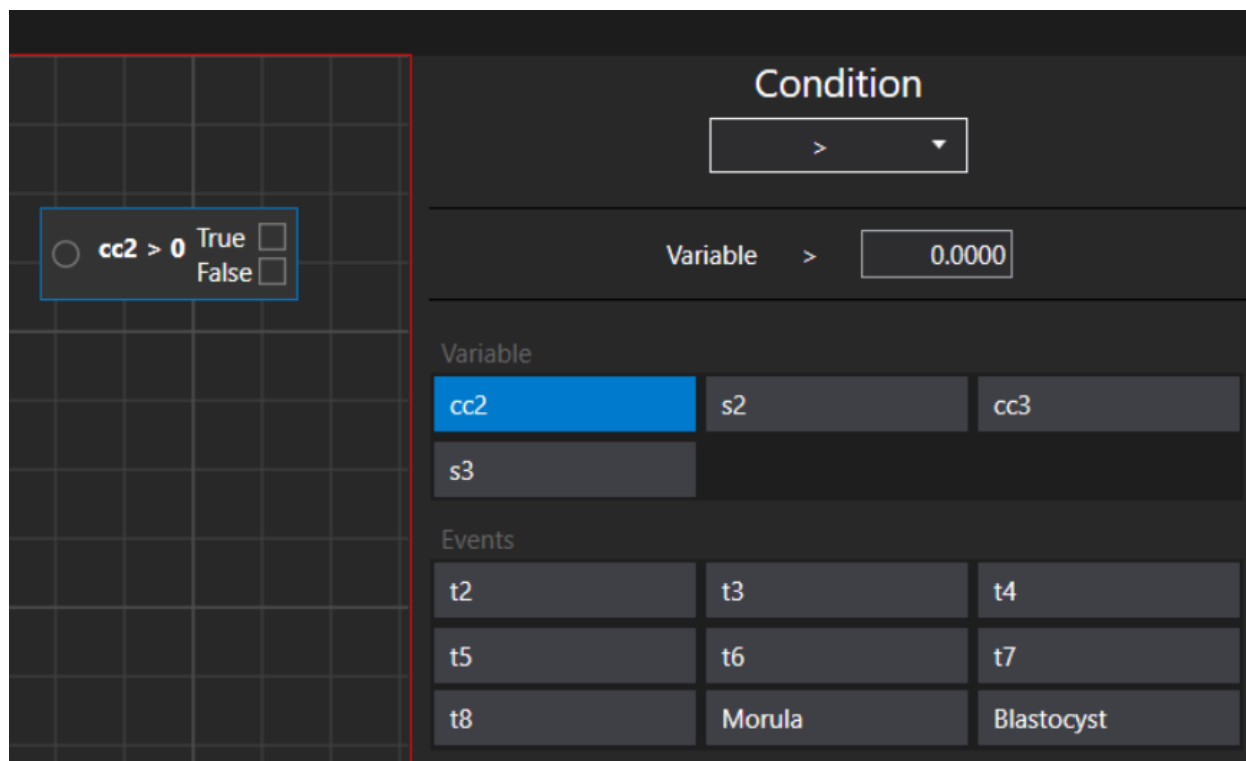 cc2 > 0
True
False
Condition
>
Variable > 0.0000
Variable
cc2 s2 cc3
s3
Events
t2 t3 t4
t5 t6 t7
t8 Morula Blastocyst